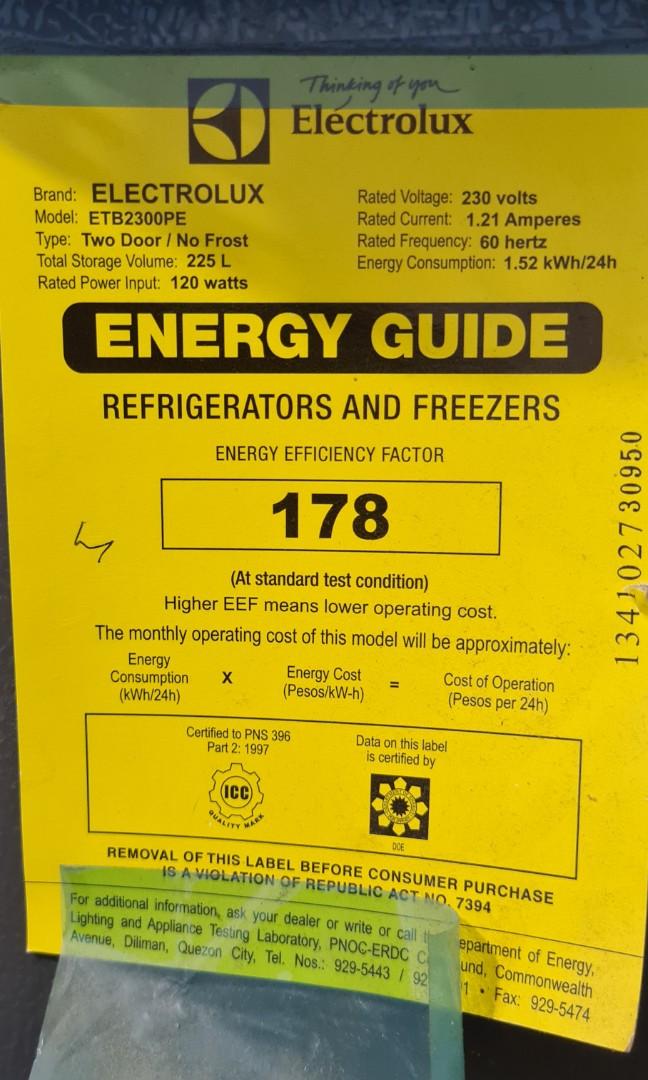 Thinking of you
Electrolux
Brand: ELECTROLUX
Model: ETB2300PE
Type: Two Door / No Frost
Total Storage Volume: 225 L
Rated Power Input: 120 watts
Rated Voltage: 230 volts
Rated Current: 1.21 Amperes
Rated Frequency: 60 hertz
Energy Consumption: 1.52 kWh/24h
ENERGY GUIDE
REFRIGERATORS AND FREEZERS
ENERGY EFFICIENCY FACTOR
178
(At standard test condition)
Higher EEF means lower operating cost.
The monthly operating cost of this model will be approximately:
Energy Consumption (kWh/24h) X Energy Cost (Pesos/kW-h) = Cost of Operation (Pesos per 24h)
Certified to PNS 396
Part 2: 1997
ICC
QUALITY MARK
Data on this label
is certified by
DOE
REMOVAL OF THIS LABEL BEFORE CONSUMER PURCHASE
IS A VIOLATION OF REPUBLIC ACT NO. 7394
For additional information, ask your dealer or write or call epartment of Energy,
Lighting and Appliance Testing Laboratory, PNOC-ERDC und, Commonwealth
Avenue, Diliman, Quezon City, Tel. Nos.: 929-5443 / 92 1 • Fax: 929-5474
134102730950